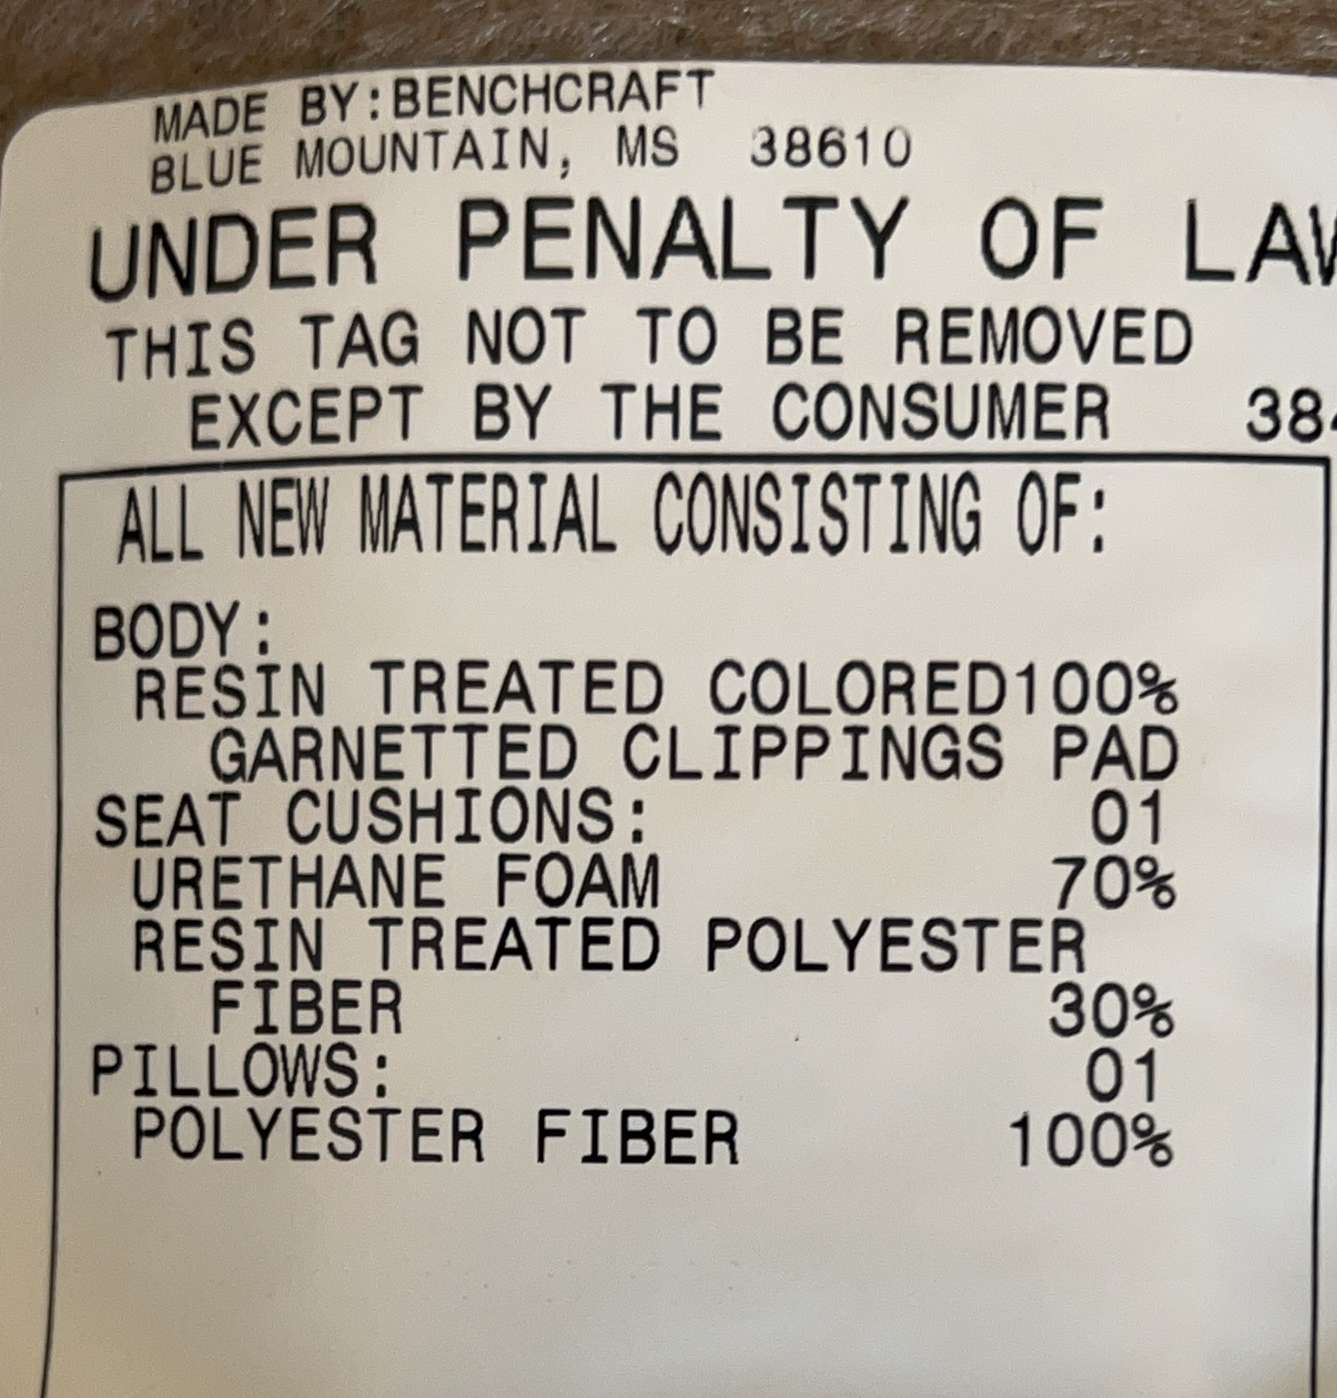 MADE BY:BENCHCRAFT
BLUE MOUNTAIN, MS 38610
UNDER PENALTY OF
THIS TAG NOT TO BE REMOVED
EXCEPT BY THE CONSUMER
ALL NEW MATERIAL CONSISTING OF:
BODY:
RESIN TREATED COLORED100%
GARNETTED CLIPPINGS PAD
SEAT CUSHIONS: 01
URETHANE FOAM 70%
RESIN TREATED POLYESTER
FIBER 30%
PILLOWS: 01
POLYESTER FIBER 100%